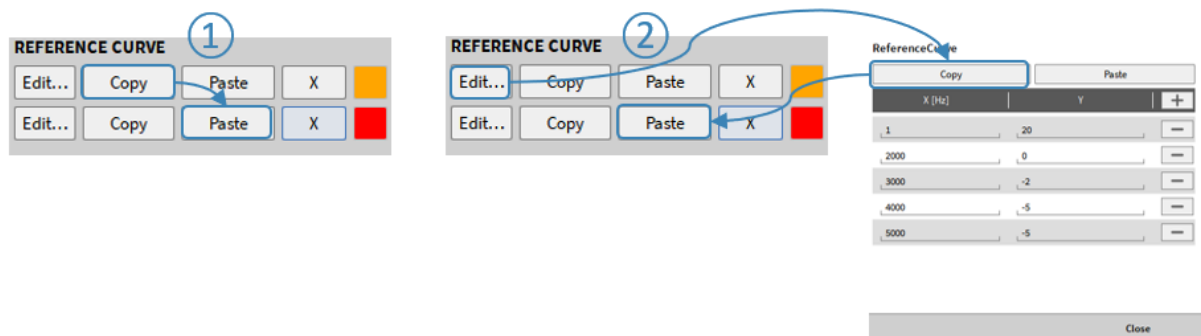 1
REFERENCE CURVE
Edit... Copy Paste X
Edit... Copy Paste X
2
REFERENCE CURVE
Edit... Copy Paste X
Edit... Copy Paste X
ReferenceCurve
Copy Paste
X [Hz] Y +
1 20 −
2000 0 −
3000 -2 −
4000 -5 −
5000 -5 −
Close